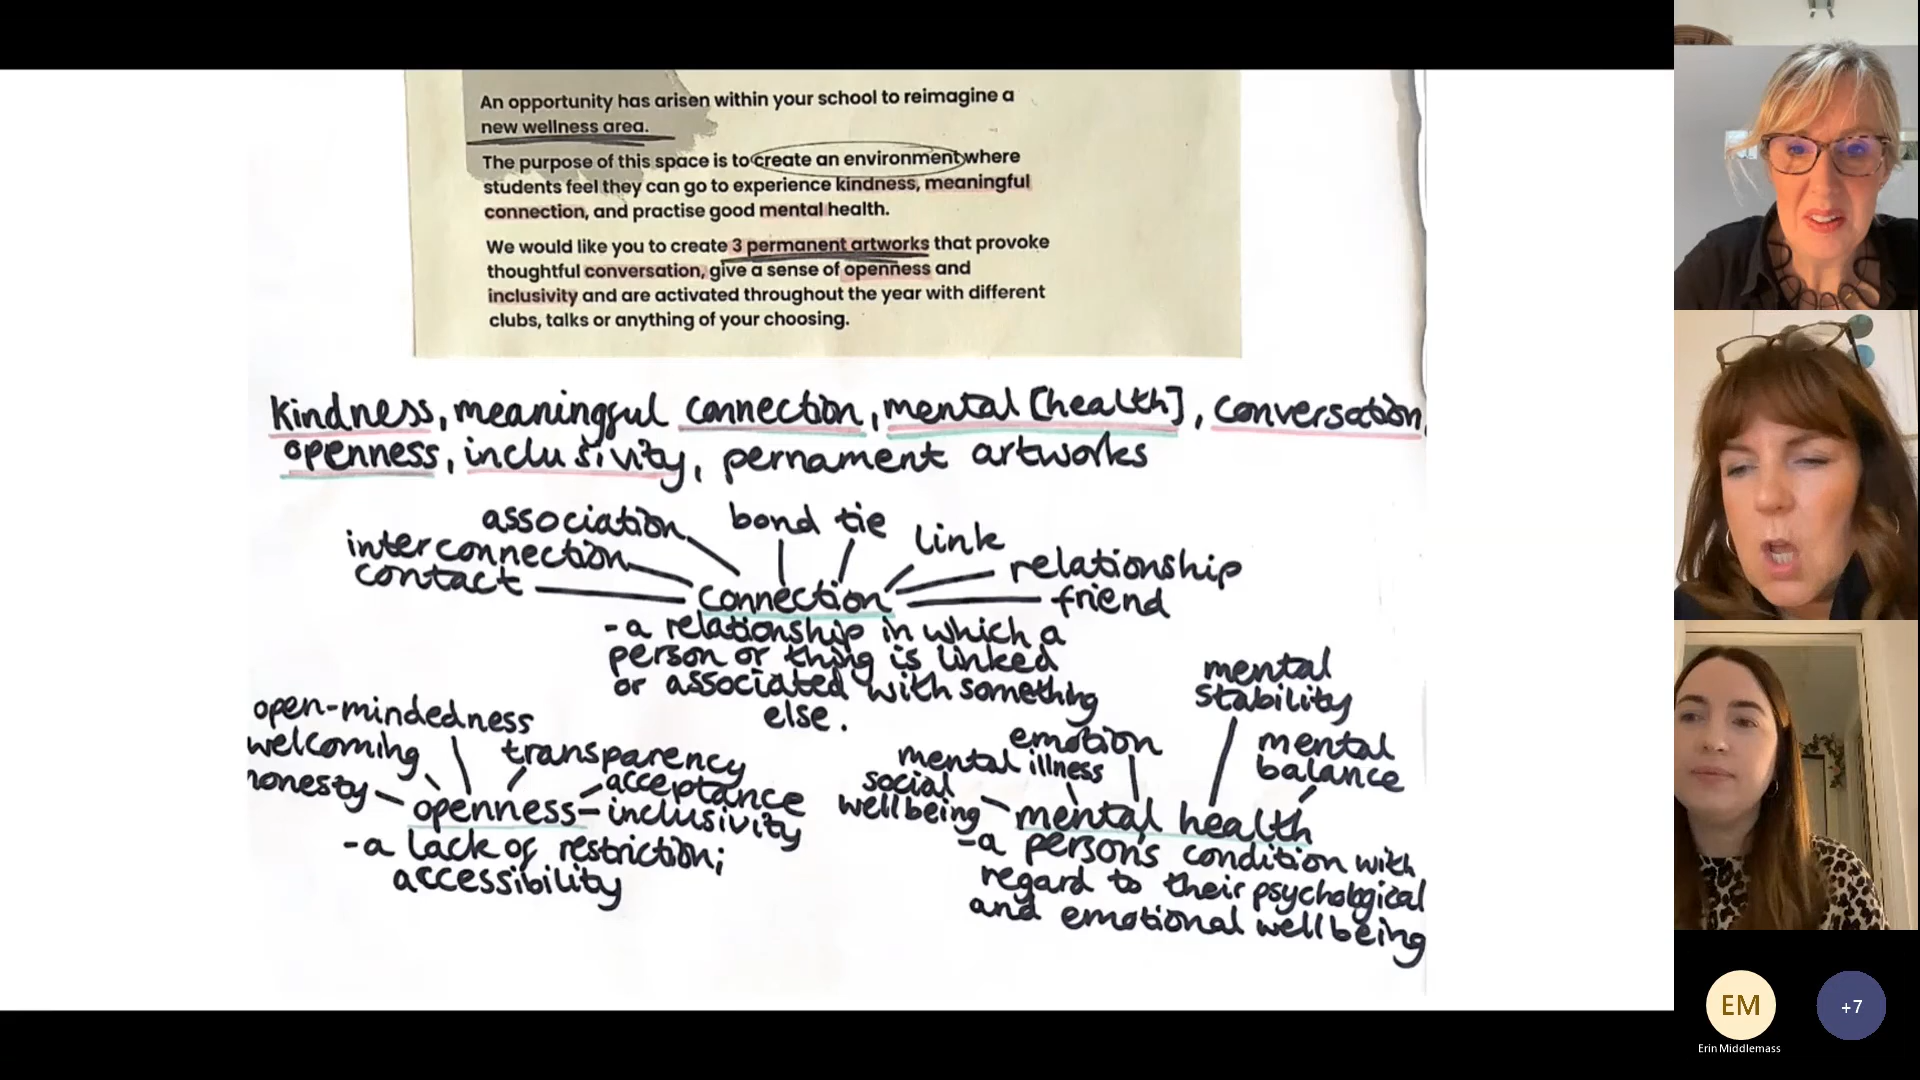 An opportunity has arisen within your school to reimagine a
new wellness area.
The purpose of this space is to create an environment where
students feel they can go to experience kindness, meaningful
connection, and practise good mental health.
We would like you to create 3 permanent artworks that provoke
thoughtful conversation, give a sense of openness and
inclusivity and are activated throughout the year with different
clubs, talks or anything of your choosing.
kindness, meaningful connection, mental [health], conversation,
openness, inclusivity, pernament artworks
association
bond tie
link
interconnection
contact
relationship
friend
connection
- a relationship in which a
person or thing is linked
or associated with something
else.
open-mindedness
welcoming
honesty
transparency
acceptance
inclusivity
openness
- a lack of restriction;
accessibility
mental
stability
mental
balance
emotion
mental illness
social
wellbeing
mental health
- a person's condition with
regard to their psychological
and emotional wellbeing
EM
+7
Erin Middlemass